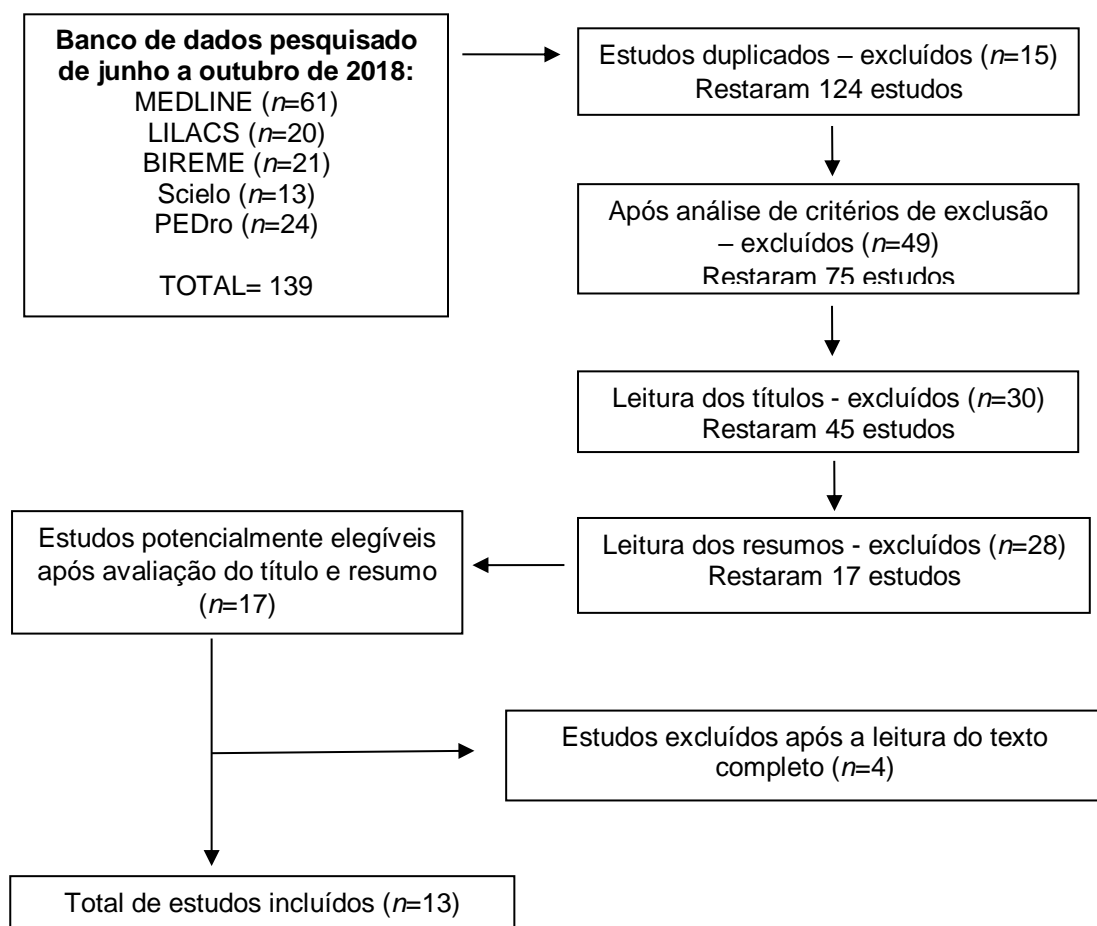 Banco de dados pesquisado
de junho a outubro de 2018:
MEDLINE (n=61)
LILACS (n=20)
BIREME (n=21)
Scielo (n=13)
PEDro (n=24)
TOTAL= 139
Estudos duplicados – excluídos (n=15)
Restaram 124 estudos
Após análise de critérios de exclusão
– excluídos (n=49)
Restaram 75 estudos
Leitura dos títulos - excluídos (n=30)
Restaram 45 estudos
Leitura dos resumos - excluídos (n=28)
Restaram 17 estudos
Estudos potencialmente elegíveis
após avaliação do título e resumo
(n=17)
Estudos excluídos após a leitura do texto
completo (n=4)
Total de estudos incluídos (n=13)